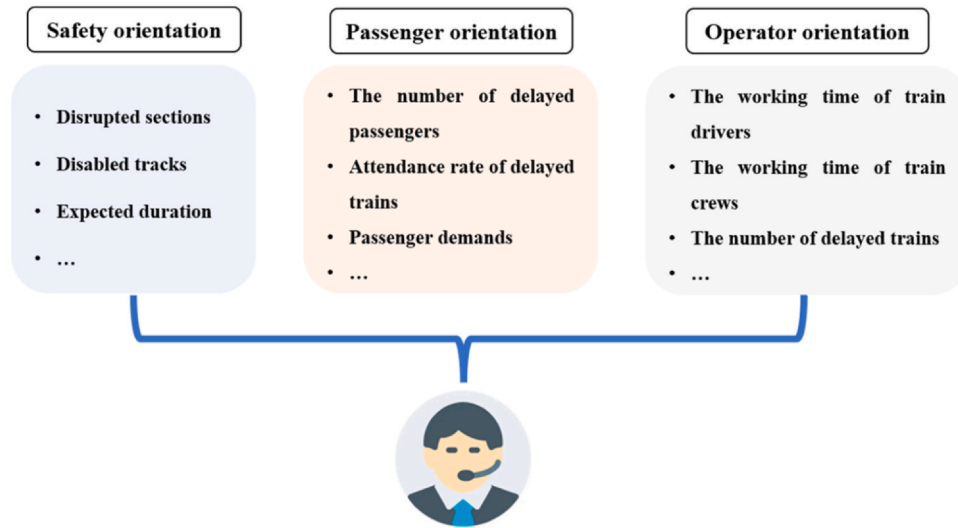 Safety orientation
• Disrupted sections
• Disabled tracks
• Expected duration
• ...
Passenger orientation
• The number of delayed
passengers
• Attendance rate of delayed
trains
• Passenger demands
• ...
Operator orientation
• The working time of train
drivers
• The working time of train
crews
• The number of delayed trains
• ...